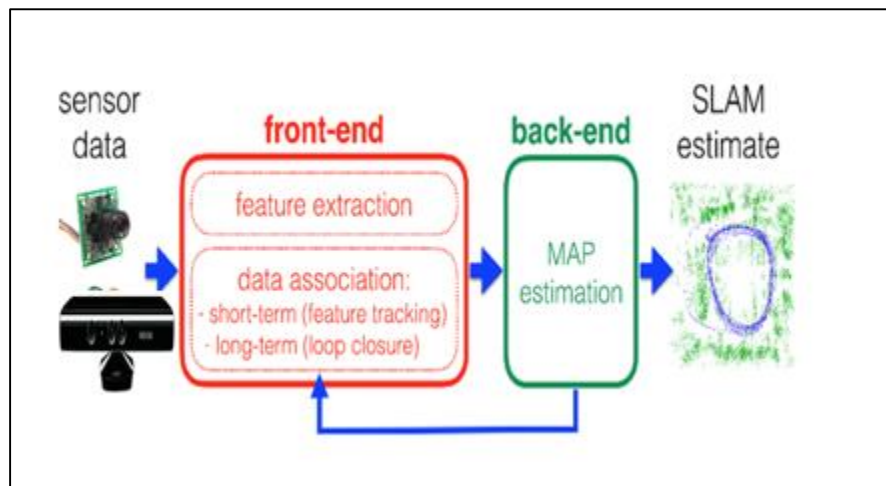 sensor
data
front-end
feature extraction
data association:
- short-term (feature tracking)
- long-term (loop closure)
back-end
MAP
estimation
SLAM
estimate